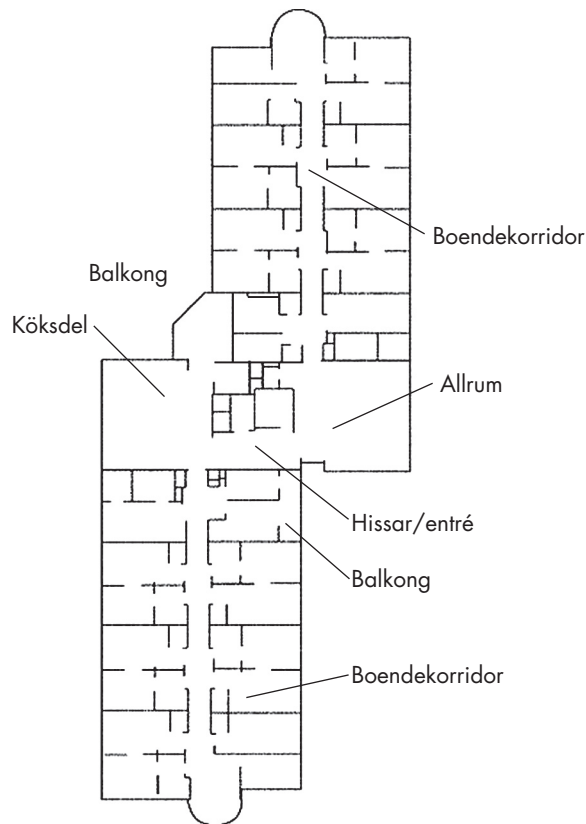 Boendekorridor
Balkong
Köksdel
Allrum
Hissar/entré
Balkong
Boendekorridor